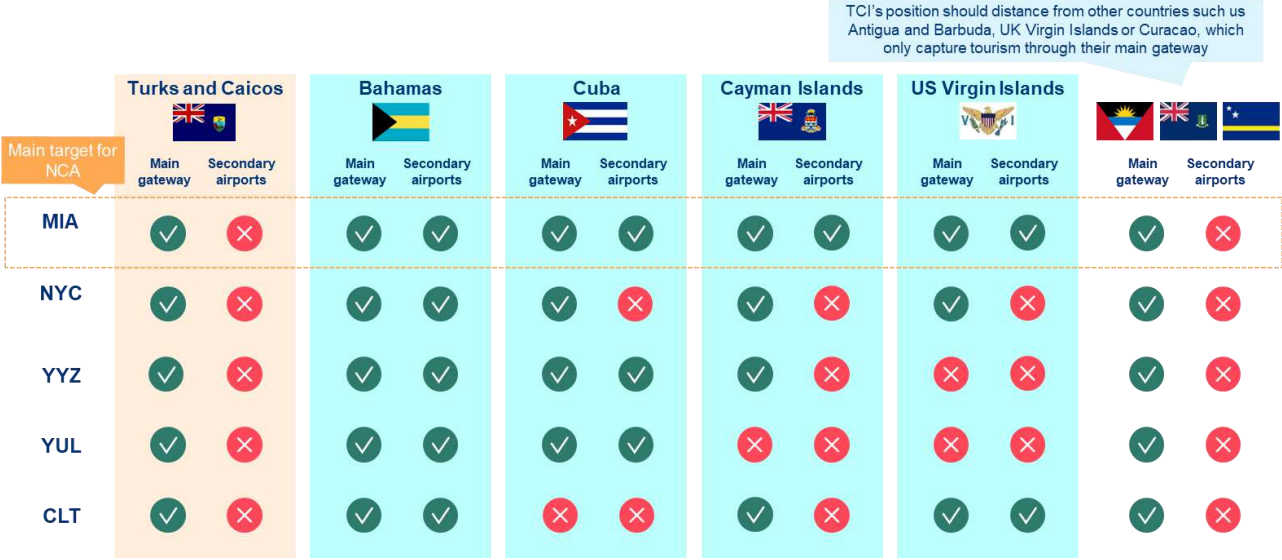 TCI's position should distance from other countries such us
Antigua and Barbuda, UK Virgin Islands or Curacao, which
only capture tourism through their main gateway
Turks and Caicos
Bahamas
Cuba
Cayman Islands
US Virgin Islands
V I
Main target for
NCA
Main
gateway
Secondary
airports
Main
gateway
Secondary
airports
Main
gateway
Secondary
airports
Main
gateway
Secondary
airports
Main
gateway
Secondary
airports
Main
gateway
Secondary
airports
MIA
NYC
YYZ
YUL
CLT